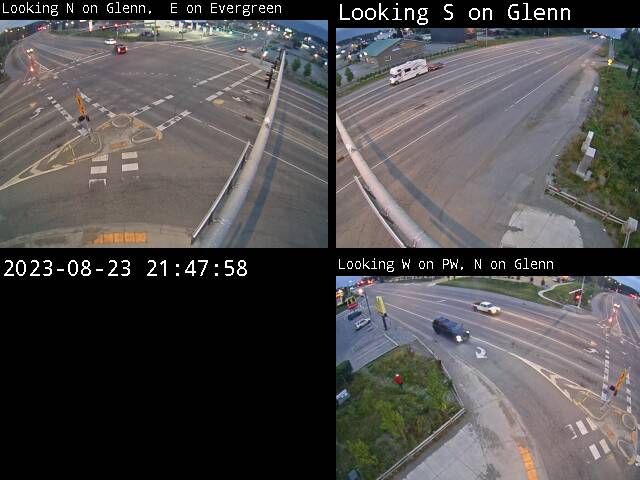 Looking N on Glenn,  E on Evergreen
Looking S on Glenn
2023-08-23 21:47:58
Looking W on PW, N on Glenn